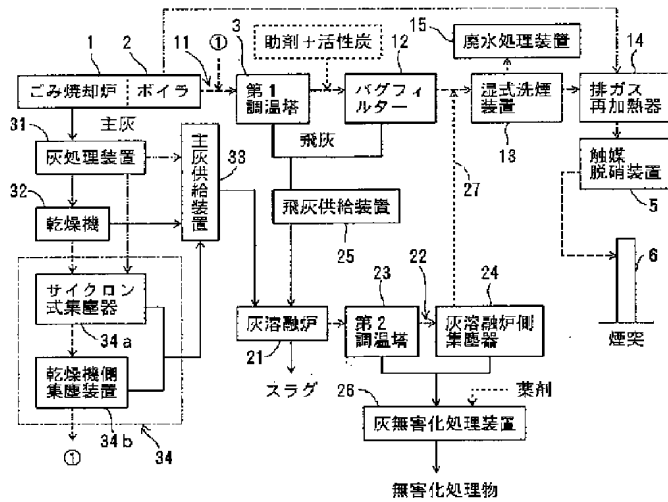 15
3
助剤＋活性炭
12
廃水処理装置
14
1
2
11
①
ごみ焼却炉
ボイラ
第1
調温塔
バグフィ
ルター
湿式洗煙
装置
排ガス
再加熱器
31
主灰
33
飛灰
13
灰処理装置
主灰供給装置
27
触媒
脱硝装置
32
5
飛灰供給装置
乾燥機
25
6
23
22
24
サイクロン
式集塵器
34a
灰溶融炉
第2
調温塔
灰溶融炉側
集塵器
煙突
21
乾燥機側
集塵装置
スラグ
26
薬剤
34b
34
灰無害化処理装置
①
無害化処理物